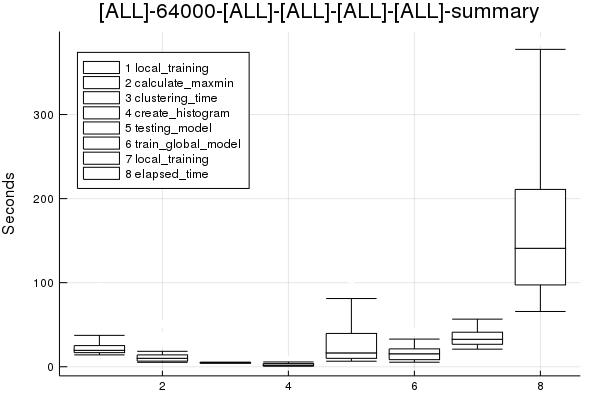 [ALL]-64000-[ALL]-[ALL]-[ALL]-[ALL]-summary
1 local_training
2 calculate_maxmin
3 clustering_time
4 create_histogram
5 testing_model
6 train_global_model
7 local_training
8 elapsed_time
Seconds
300
200
100
0
2 4 6 8